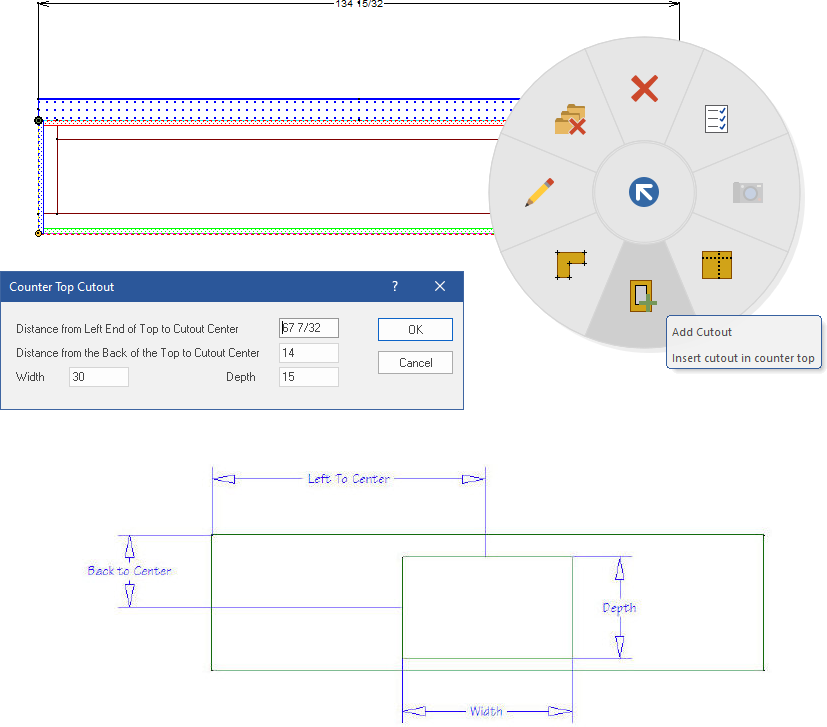 134 15/32
Counter Top Cutout
?
Distance from Left End of Top to Cutout Center
67 7/32
OK
Distance from the Back of the Top to Cutout Center
14
Cancel
Width
30
Depth
15
Add Cutout
Insert cutout in counter top
Left To Center
Back to Center
Depth
Width